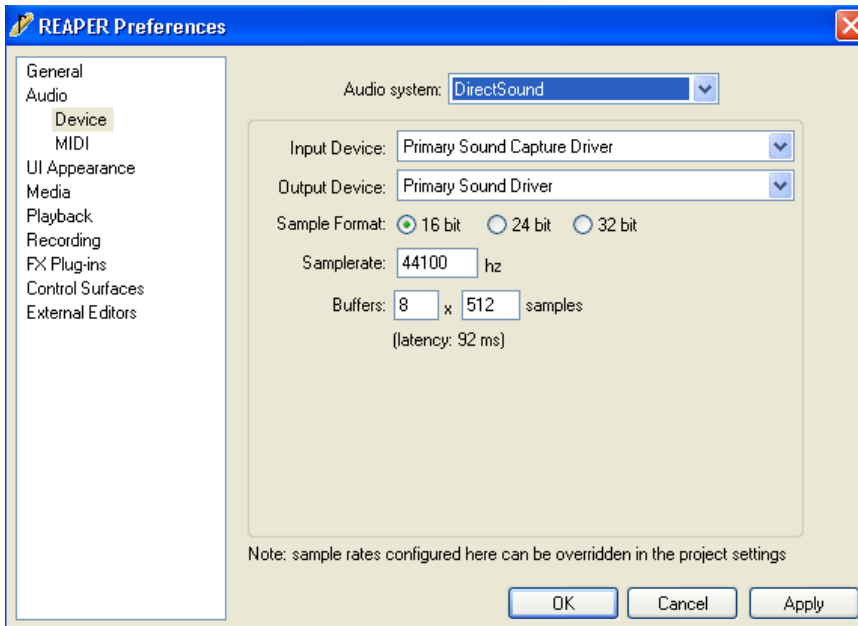 REAPER Preferences
General
Audio
Device
MIDI
UI Appearance
Media
Playback
Recording
FX Plug-ins
Control Surfaces
External Editors
Audio system: DirectSound
Input Device: Primary Sound Capture Driver
Output Device: Primary Sound Driver
Sample Format: 16 bit 24 bit 32 bit
Samplerate: 44100 hz
Buffers: 8 x 512 samples
(latency: 92 ms)
Note: sample rates configured here can be overridden in the project settings
OK Cancel Apply